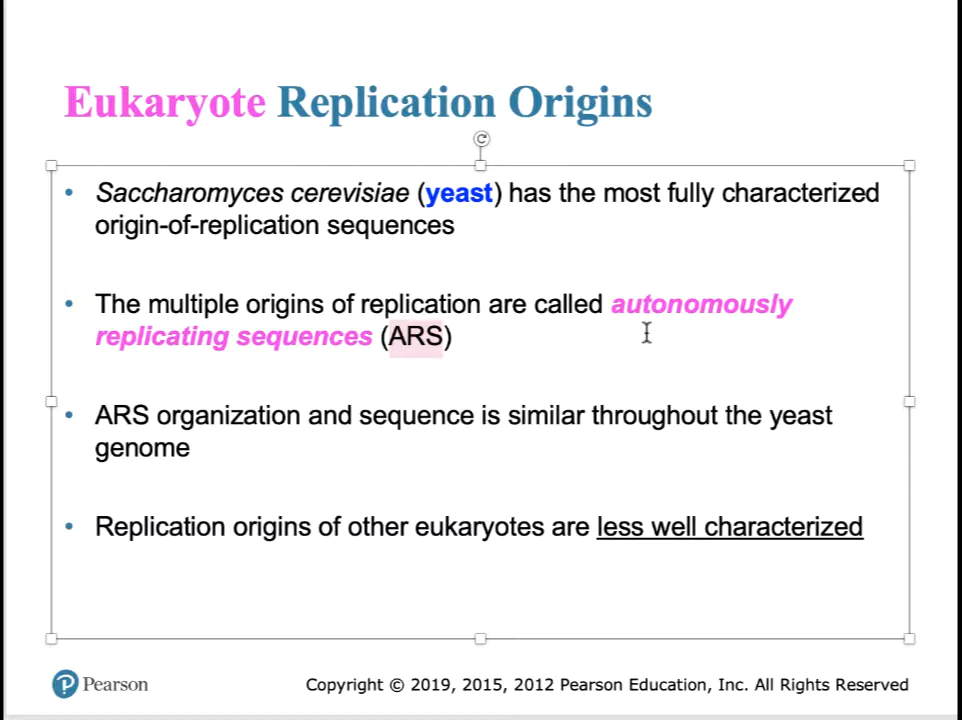 Eukaryote Replication Origins
• Saccharomyces cerevisiae (yeast) has the most fully characterized
origin-of-replication sequences
• The multiple origins of replication are called autonomously
replicating sequences (ARS)
• ARS organization and sequence is similar throughout the yeast
genome
• Replication origins of other eukaryotes are less well characterized
P Pearson
Copyright © 2019, 2015, 2012 Pearson Education, Inc. All Rights Reserved